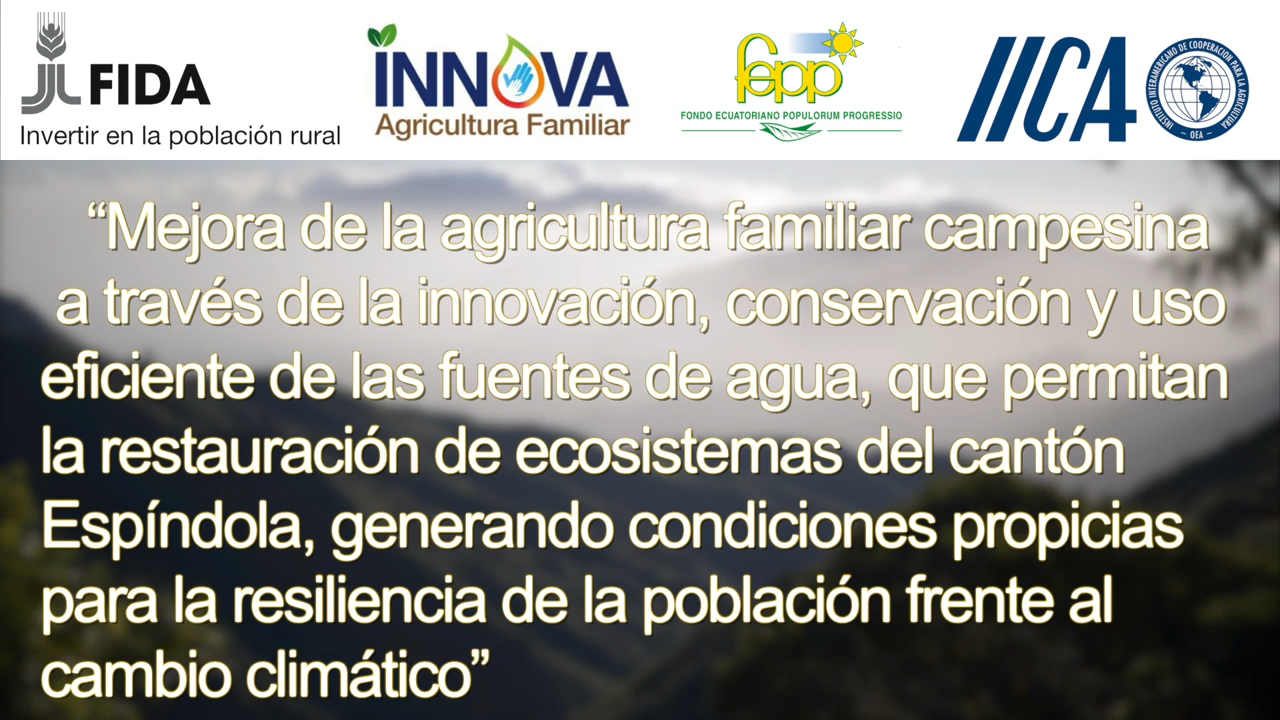 FIDA
Invertir en la población rural
INNOVA
Agricultura Familiar
fepp
FONDO ECUATORIANO POPULORUM PROGRESSIO
IICA
INSTITUTO INTERAMERICANO DE COOPERACIÓN PARA LA AGRICULTURA
- OEA -
“Mejora de la agricultura familiar campesina
a través de la innovación, conservación y uso
eficiente de las fuentes de agua, que permitan
la restauración de ecosistemas del cantón
Espíndola, generando condiciones propicias
para la resiliencia de la población frente al
cambio climático”